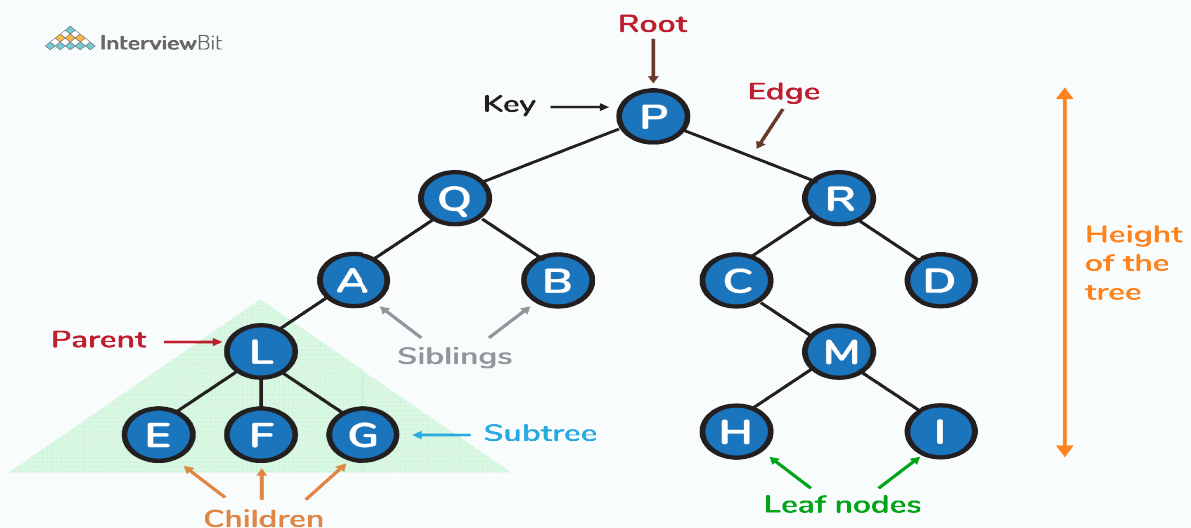 InterviewBit
Root
Key
Edge
P
Q
R
Height
of the
tree
A
B
C
D
Parent
L
Siblings
M
E
F
G
Subtree
H
I
Children
Leaf nodes